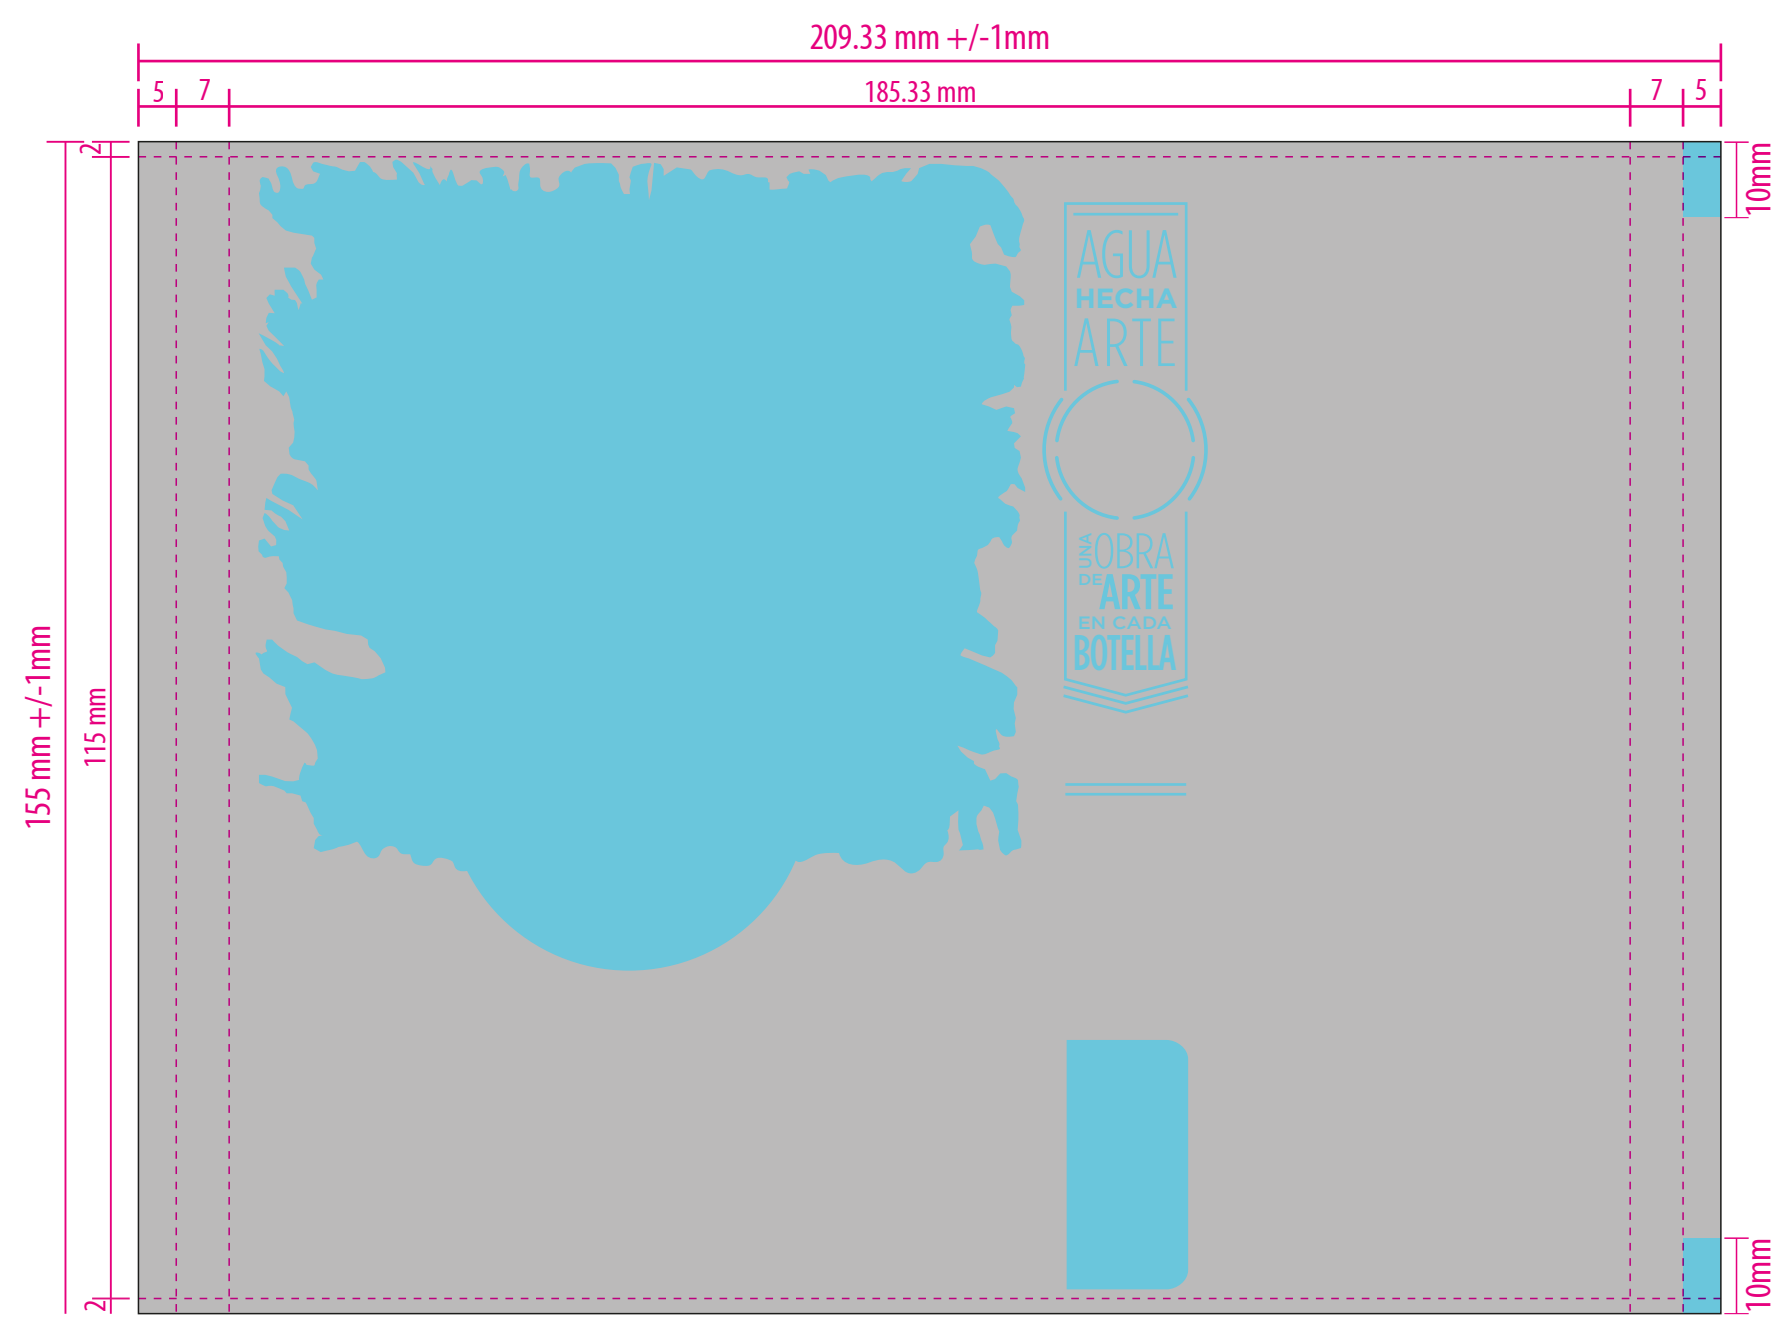 209.33 mm +/-1mm
5
7
185.33 mm
7
5
2
10mm
155 mm +/-1mm
115 mm
AGUA
HECHA
ARTE
UNA OBRA
DE ARTE
EN CADA
BOTELLA
2
10mm